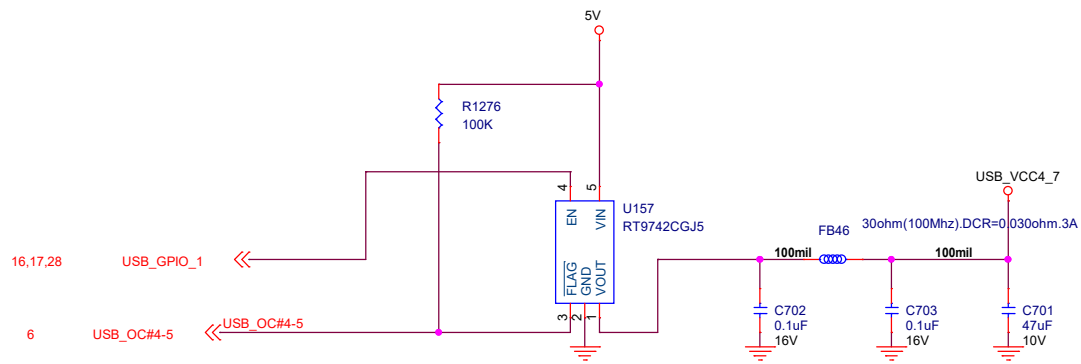 5V
R1276
100K
USB_VCC4_7
4
5
EN
VIN
U157
RT9742CGJ5
FB46
30ohm(100Mhz).DCR=0.030ohm.3A
16,17,28
USB_GPIO_1
100mil
100mil
FLAG
GND
VOUT
3
2
1
C702
0.1uF
16V
C703
0.1uF
16V
C701
47uF
10V
6
USB_OC#4-5
USB_OC#4-5